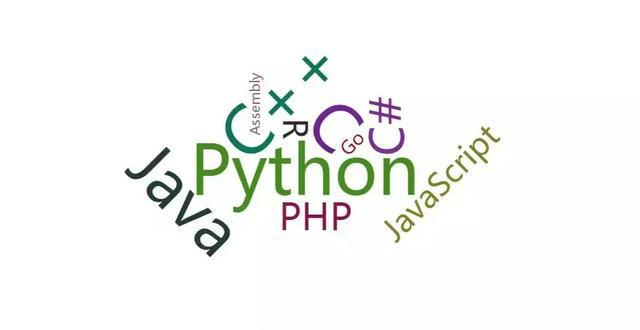 C++
Assembly
R
C
Go
C#
Python
Java
PHP
JavaScript